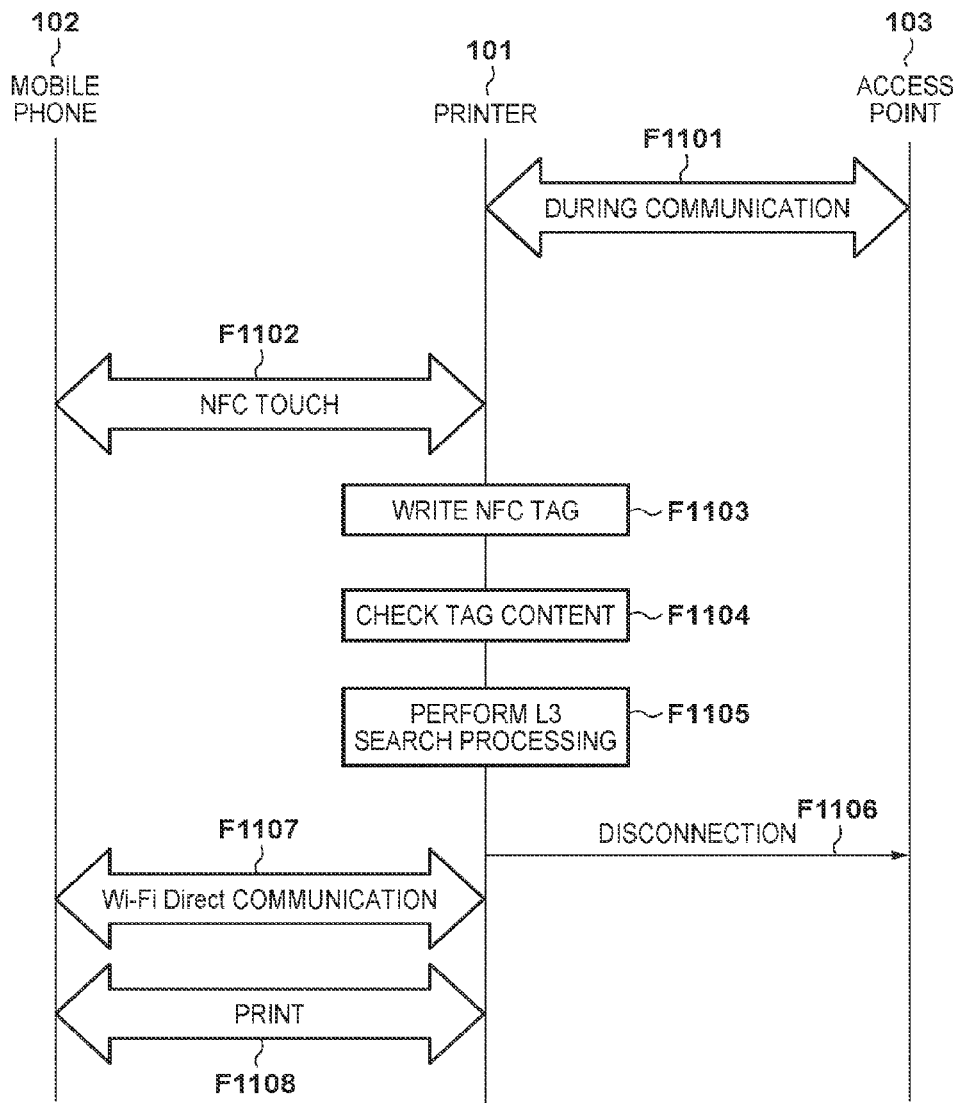 102
MOBILE
PHONE
101
PRINTER
103
ACCESS
POINT
F1101
DURING COMMUNICATION
F1102
NFC TOUCH
WRITE NFC TAG
F1103
CHECK TAG CONTENT
F1104
PERFORM L3
SEARCH PROCESSING
F1105
F1106
DISCONNECTION
F1107
Wi-Fi Direct COMMUNICATION
PRINT
F1108